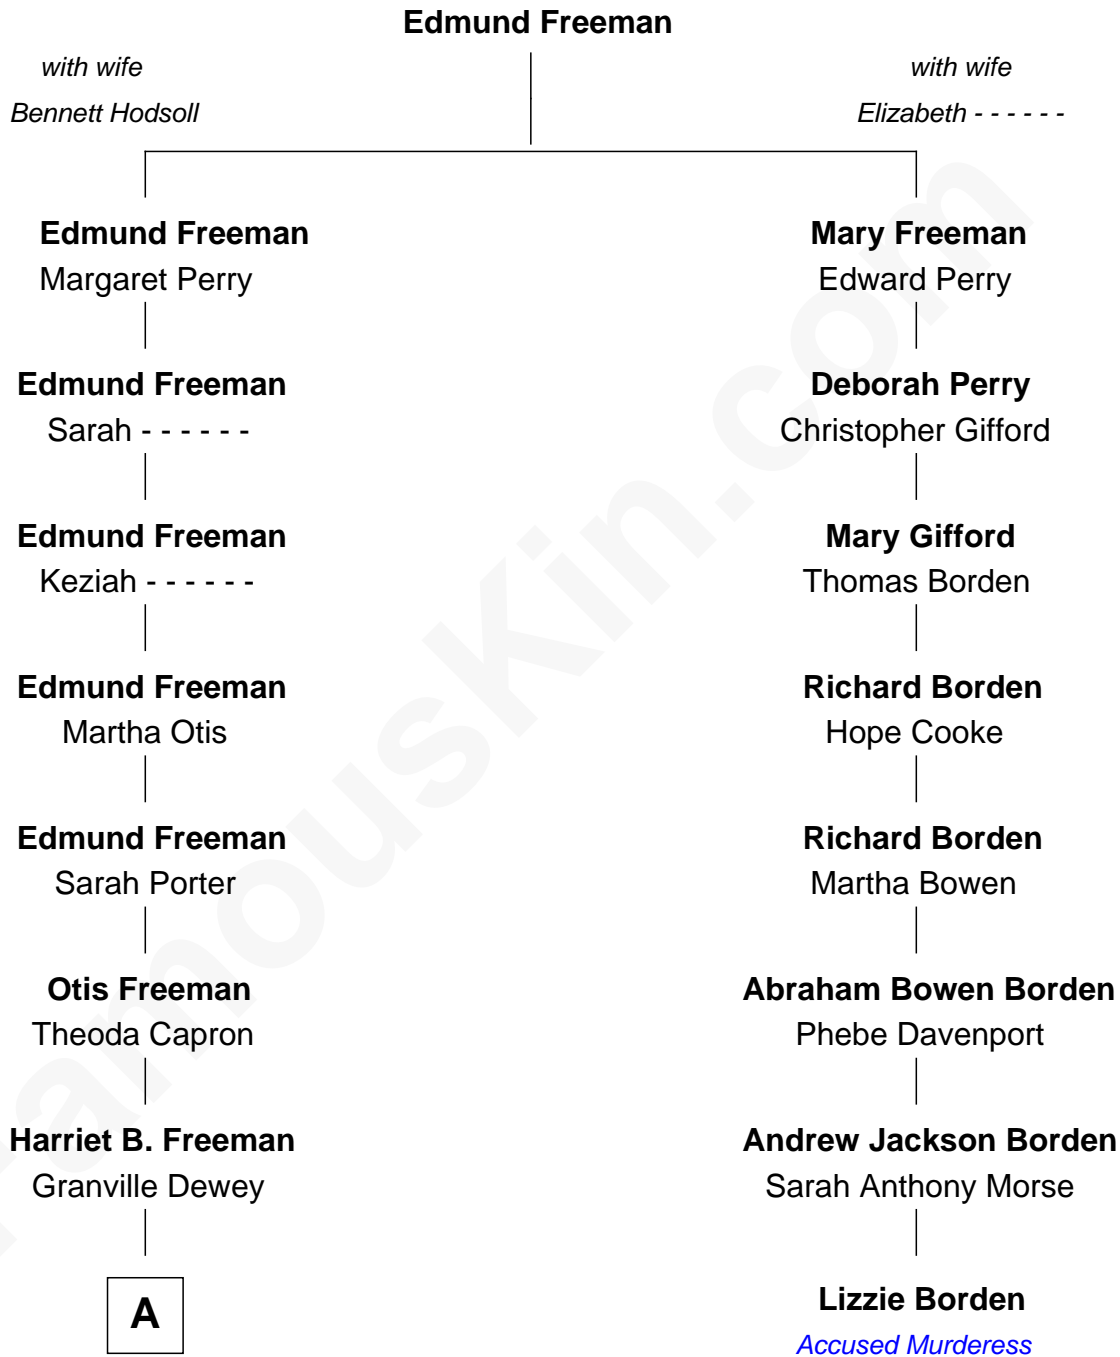 Edmund Freeman
with wife
Bennett Hodsoll
with wife
Elizabeth - - - - - -
Edmund Freeman
Margaret Perry
Mary Freeman
Edward Perry
Edmund Freeman
Sarah - - - - - -
Deborah Perry
Christopher Gifford
Edmund Freeman
Keziah - - - - - -
Mary Gifford
Thomas Borden
Edmund Freeman
Martha Otis
Richard Borden
Hope Cooke
Edmund Freeman
Sarah Porter
Richard Borden
Martha Bowen
Otis Freeman
Theoda Capron
Abraham Bowen Borden
Phebe Davenport
Harriet B. Freeman
Granville Dewey
Andrew Jackson Borden
Sarah Anthony Morse
A
Lizzie Borden
Accused Murderess
FamousKin.com